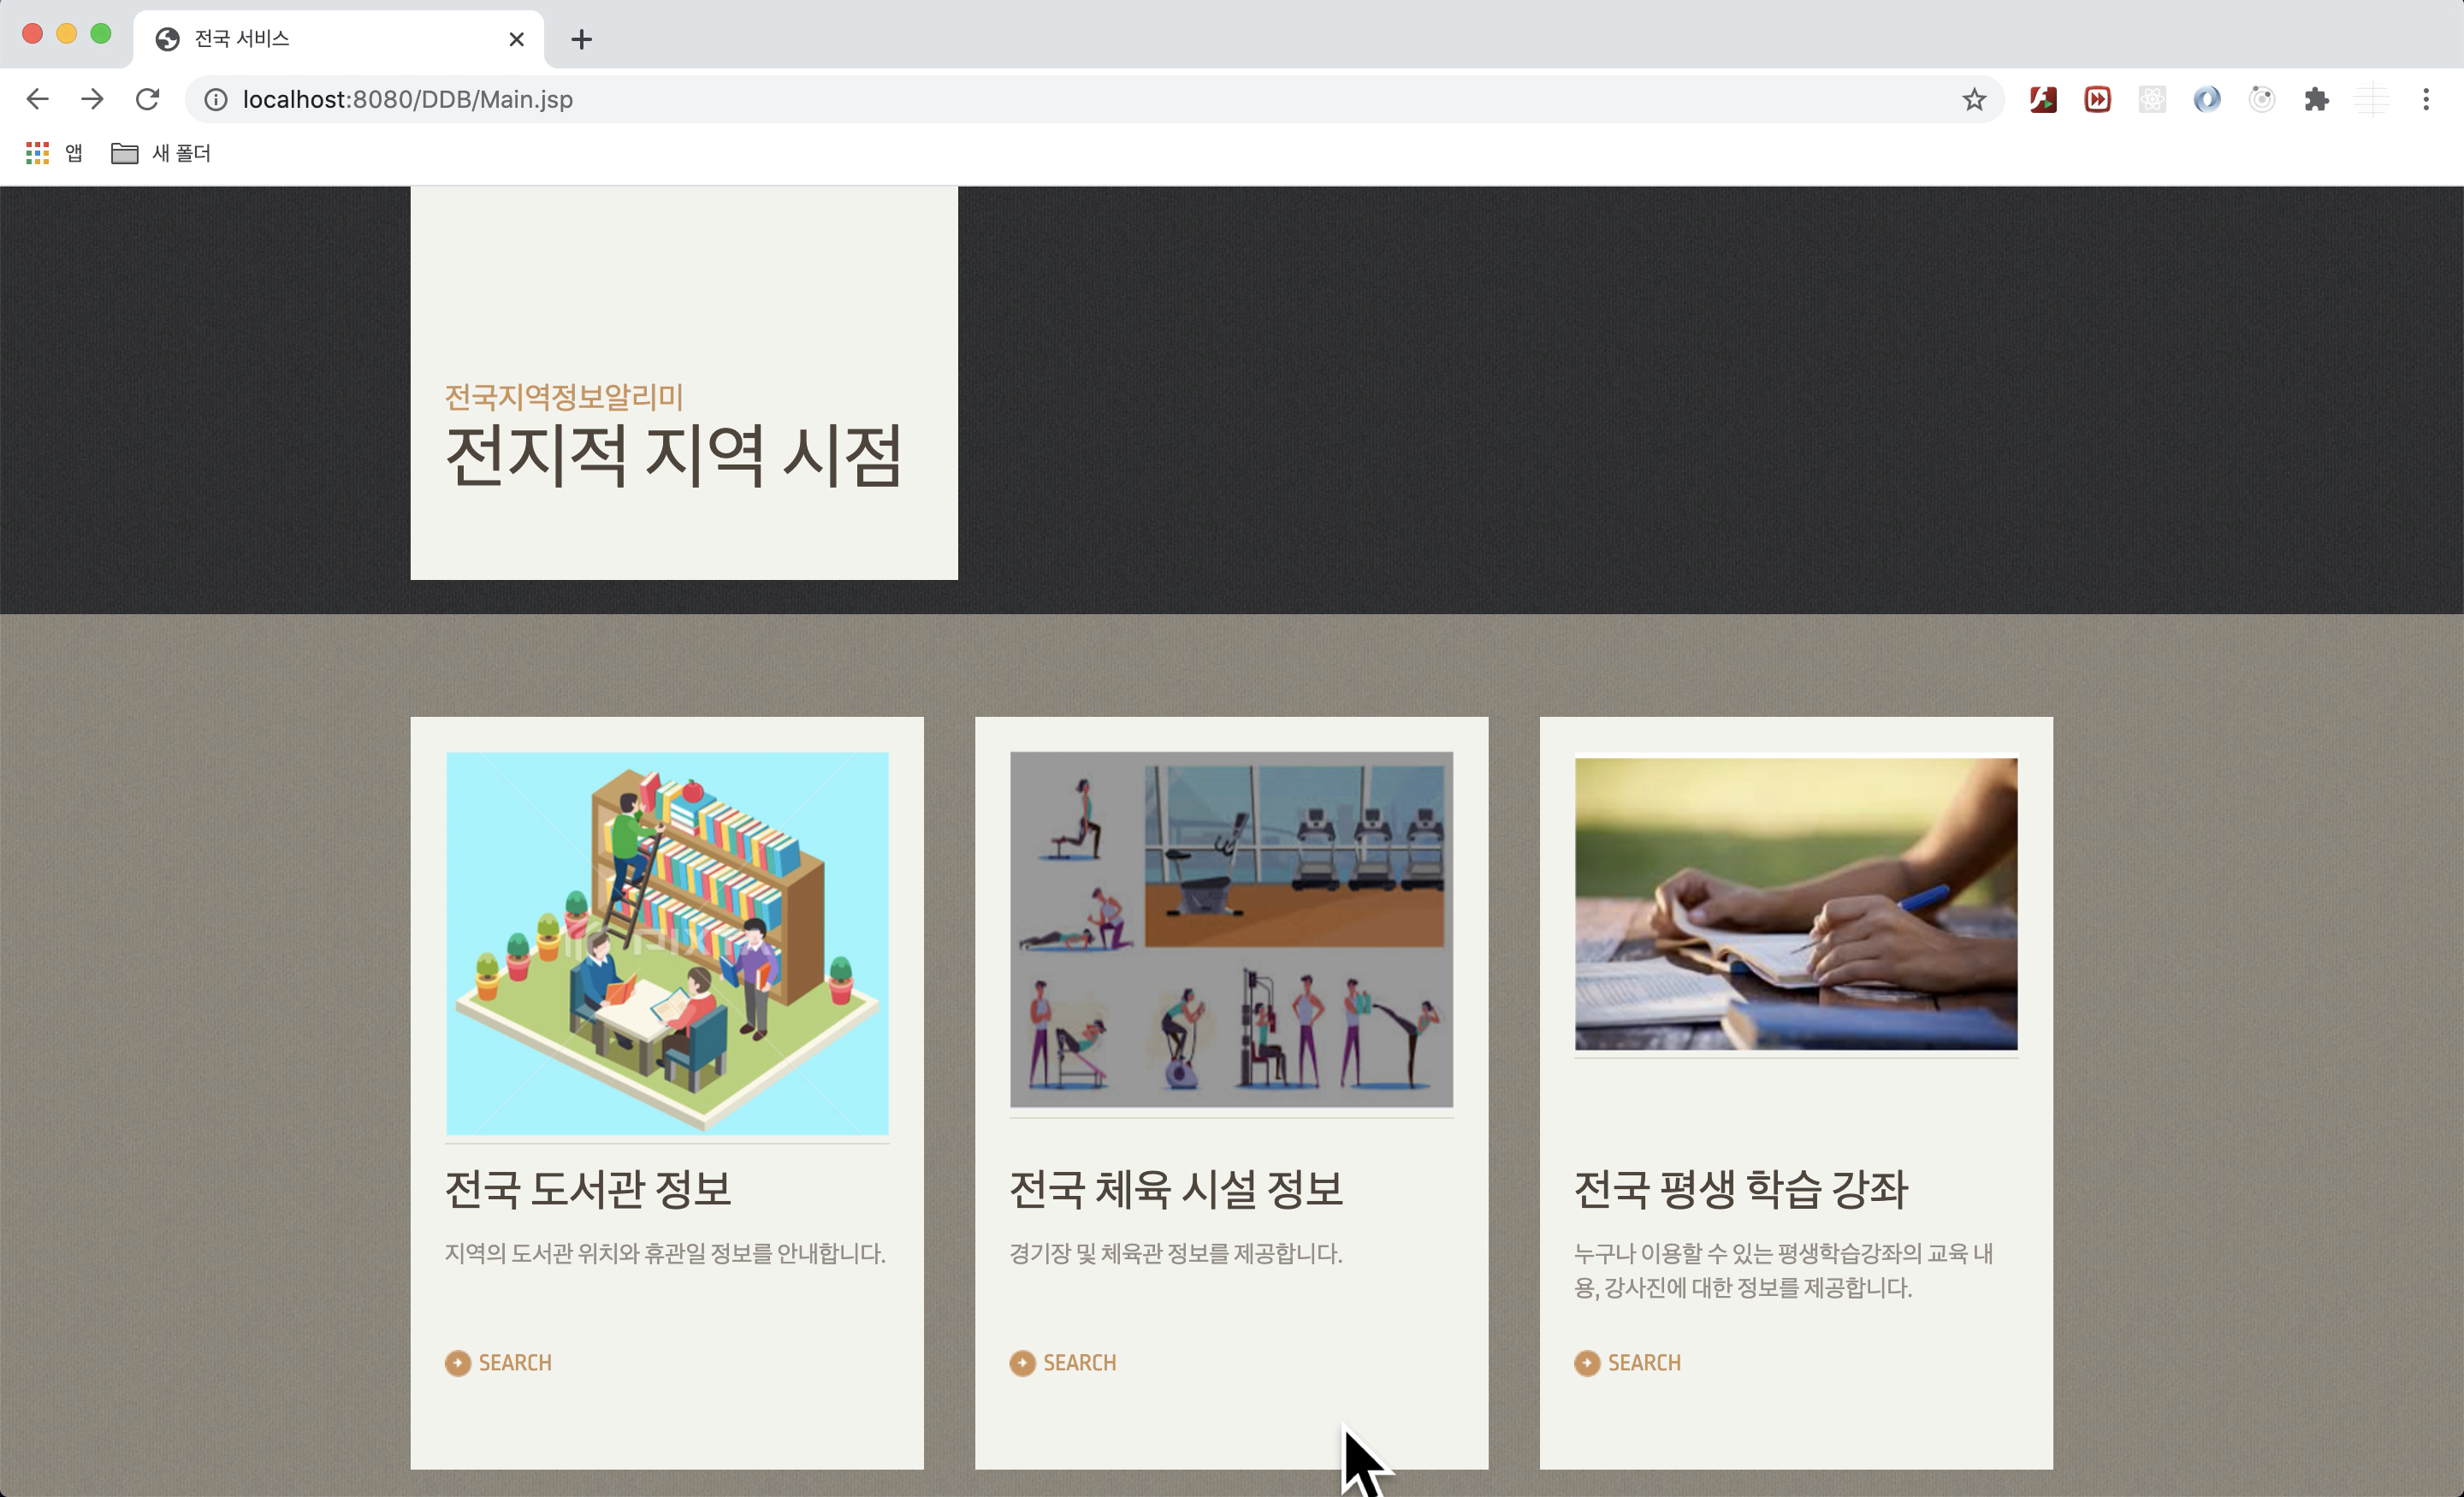 전국 서비스
localhost:8080/DDB/Main.jsp
앱
새 폴더
전국지역정보알리미
전지적 지역 시점
전국 도서관 정보
지역의 도서관 위치와 휴관일 정보를 안내합니다.
SEARCH
전국 체육 시설 정보
경기장 및 체육관 정보를 제공합니다.
SEARCH
전국 평생 학습 강좌
누구나 이용할 수 있는 평생학습강좌의 교육 내
용, 강사진에 대한 정보를 제공합니다.
SEARCH